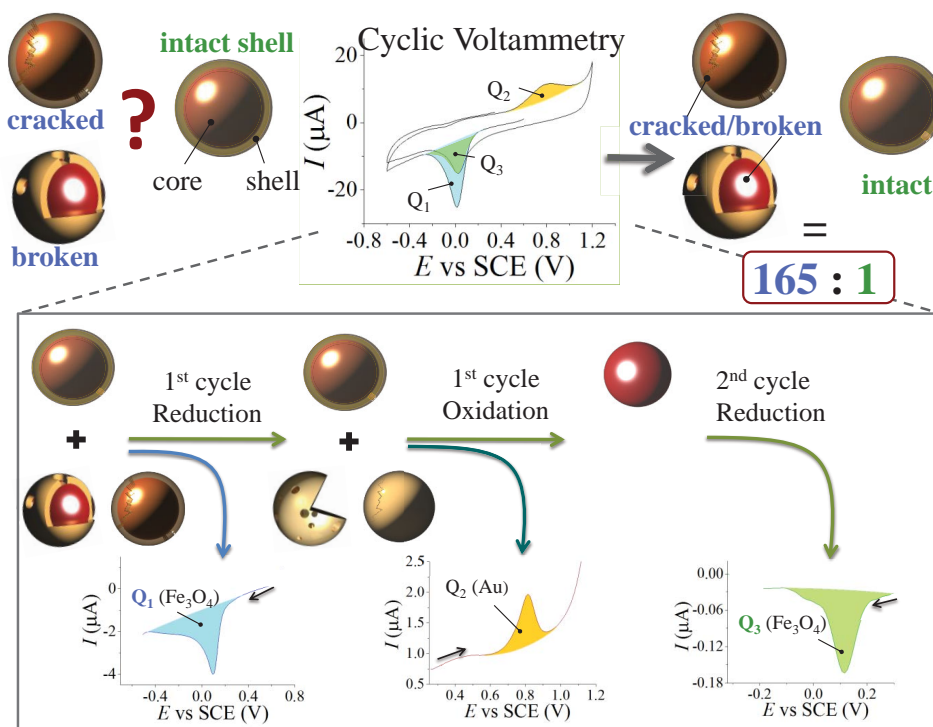 intact shell
cracked
?
core
shell
broken
Cyclic Voltammetry
20
0
-20
I (μA)
Q2
Q3
Q1
-0.8 -0.4 0.0 0.4 0.8 1.2
E vs SCE (V)
cracked/broken
intact
=
165 : 1
1st cycle
Reduction
1st cycle
Oxidation
2nd cycle
Reduction
+
+
0
-2
-4
I (μA)
Q1 (Fe3O4)
-0.8 -0.4 0.0 0.4 0.8
E vs SCE (V)
2.5
2.0
1.5
1.0
0.5
I (μA)
Q2 (Au)
0.4 0.6 0.8 1.0 1.2
E vs SCE (V)
0.00
-0.06
-0.12
-0.18
I (μA)
Q3 (Fe3O4)
-0.2 0.0 0.2
E vs SCE (V)